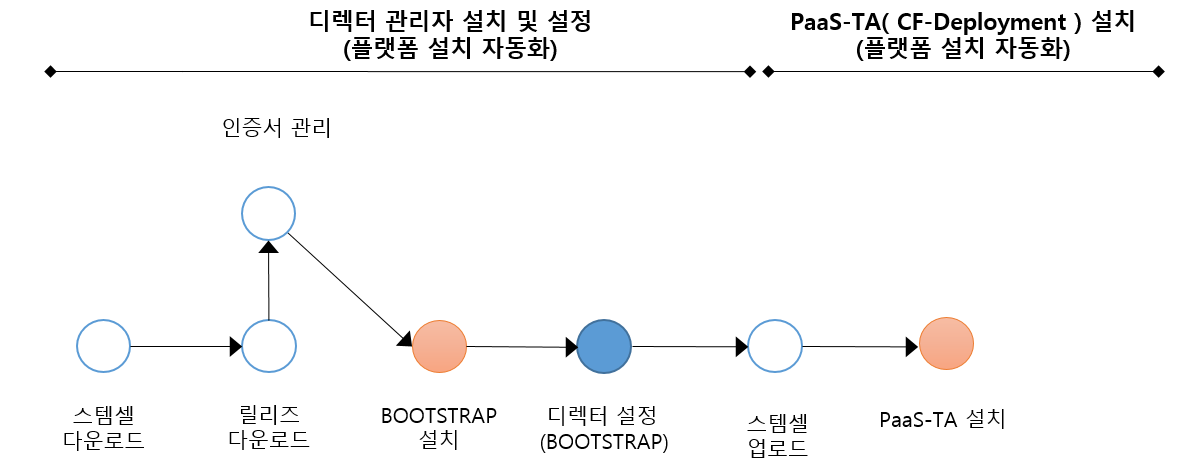 디렉터 관리자 설치 및 설정
(플랫폼 설치 자동화)
PaaS-TA( CF-Deployment ) 설치
(플랫폼 설치 자동화)
인증서 관리
스템셀
다운로드
릴리즈
다운로드
BOOTSTRAP
설치
디렉터 설정
(BOOTSTRAP)
스템셀
업로드
PaaS-TA 설치